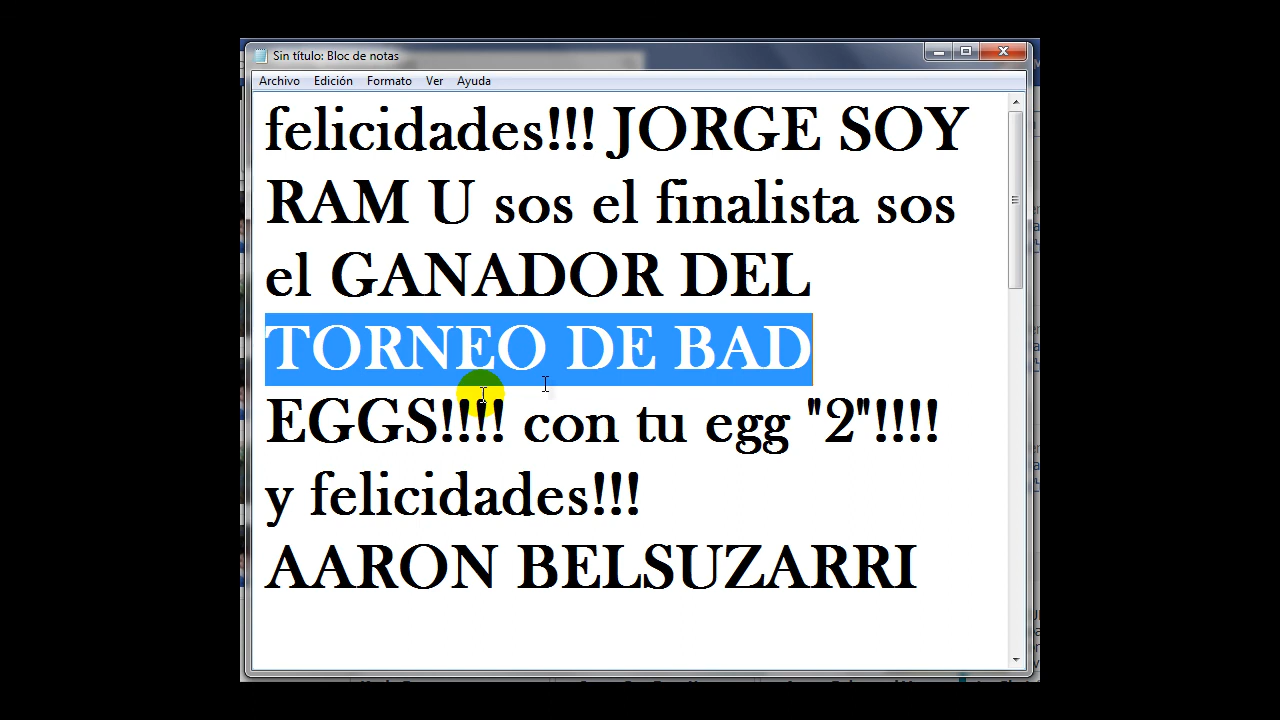 Sin título: Bloc de notas
Archivo Edición Formato Ver Ayuda
felicidades!!! JORGE SOY
RAM U sos el finalista sos
el GANADOR DEL
TORNEO DE BAD
EGGS!!!! con tu egg "2"!!!!
y felicidades!!!
AARON BELSUZARRI